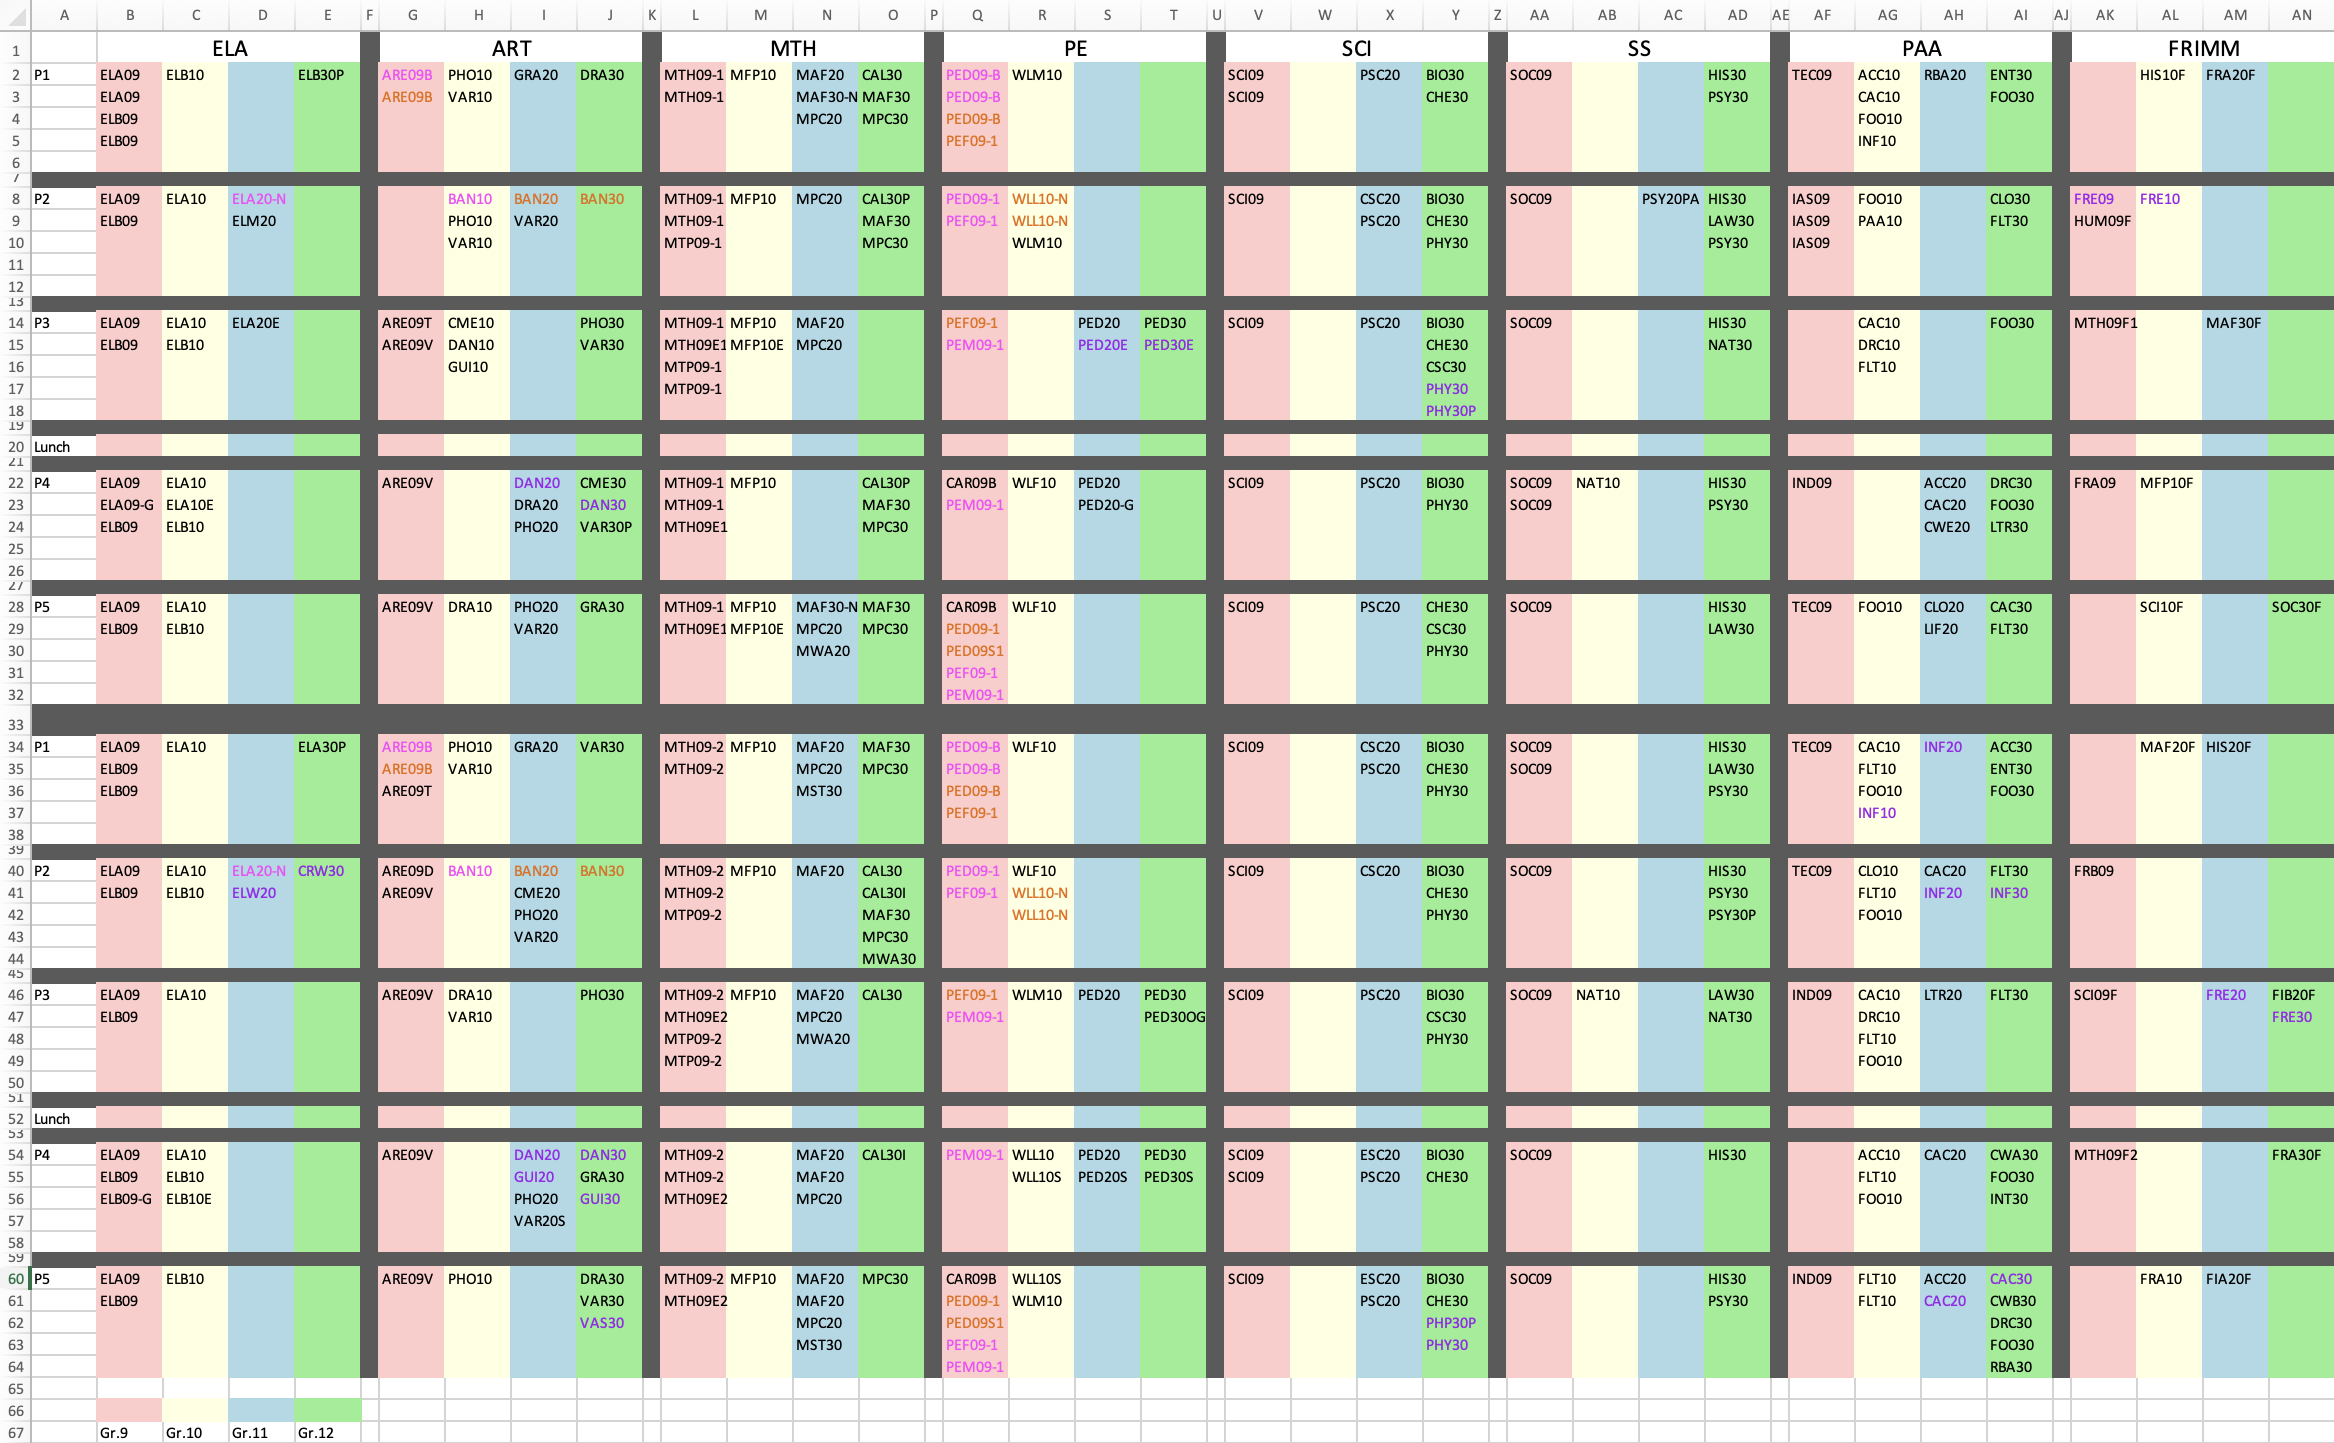 A B C D E F G H I J K L M N O P Q R S T U V W X Y Z AA AB AC AD AE AF AG AH AI AJ AK AL AM AN
1 ELA ART MTH PE SCI SS PAA FRIMM
2 P1 ELA09 ELB10 ELB30P ARE09B PHO10 GRA20 DRA30 MTH09-1 MFP10 MAF20 CAL30 PED09-B WLM10 SCI09 PSC20 BIO30 SOC09 HIS30 TEC09 ACC10 RBA20 ENT30 HIS10F FRA20F
3 ELA09 ARE09B VAR10 MTH09-1 MAF30-N MAF30 PED09-B SCI09 CHE30 PSY30 CAC10 FOO30
4 ELB09 MPC20 MPC30 PED09-B FOO10
5 ELB09 PEF09-1 INF10
6
7
8 P2 ELA09 ELA10 ELA20-N BAN10 BAN20 BAN30 MTH09-1 MFP10 MPC20 CAL30P PED09-1 WLL10-N SCI09 CSC20 BIO30 SOC09 PSY20PA HIS30 IAS09 FOO10 CLO30 FRE09 FRE10
9 ELB09 ELM20 PHO10 VAR20 MTH09-1 MAF30 PEF09-1 WLL10-N PSC20 CHE30 LAW30 IAS09 PAA10 FLT30 HUM09F
10 VAR10 MTP09-1 MPC30 WLM10 PHY30 PSY30 IAS09
11
12
13
14 P3 ELA09 ELA10 ELA20E ARE09T CME10 PHO30 MTH09-1 MFP10 MAF20 PEF09-1 PED20 PED30 SCI09 PSC20 BIO30 SOC09 HIS30 CAC10 FOO30 MTH09F1 MAF30F
15 ELB09 ELB10 ARE09V DAN10 VAR30 MTH09E1 MFP10E MPC20 PEM09-1 PED20E PED30E CHE30 NAT30 DRC10
16 GUI10 MTP09-1 CSC30 FLT10
17 MTP09-1 PHY30
18 PHY30P
19
20 Lunch
21
22 P4 ELA09 ELA10 ARE09V DAN20 CME30 MTH09-1 MFP10 CAL30P CAR09B WLF10 PED20 SCI09 PSC20 BIO30 SOC09 NAT10 HIS30 IND09 ACC20 DRC30 FRA09 MFP10F
23 ELA09-G ELA10E DRA20 DAN30 MTH09-1 MAF30 PEM09-1 PED20-G PHY30 SOC09 PSY30 CAC20 FOO30
24 ELB09 ELB10 PHO20 VAR30P MTH09E1 MPC30 CWE20 LTR30
25
26
27
28 P5 ELA09 ELA10 ARE09V DRA10 PHO20 GRA30 MTH09-1 MFP10 MAF30-N MAF30 CAR09B WLF10 SCI09 PSC20 CHE30 SOC09 HIS30 TEC09 FOO10 CLO20 CAC30 SCI10F SOC30F
29 ELB09 ELB10 VAR20 MTH09E1 MFP10E MPC20 MPC30 PED09-1 CSC30 LAW30 LIF20 FLT30
30 MWA20 PED09S1 PHY30
31 PEF09-1
32 PEM09-1
33
34 P1 ELA09 ELA10 ELA30P ARE09B PHO10 GRA20 VAR30 MTH09-2 MFP10 MAF20 MAF30 PED09-B WLF10 SCI09 CSC20 BIO30 SOC09 HIS30 TEC09 CAC10 INF20 ACC30 MAF20F HIS20F
35 ELB09 ARE09B VAR10 MTH09-2 MPC20 MPC30 PED09-B PSC20 CHE30 SOC09 LAW30 FLT10 ENT30
36 ELB09 ARE09T MST30 PED09-B PHY30 PSY30 FOO10 FOO30
37 PEF09-1 INF10
38
39
40 P2 ELA09 ELA10 ELA20-N CRW30 ARE09D BAN10 BAN20 BAN30 MTH09-2 MFP10 MAF20 CAL30 PED09-1 WLF10 SCI09 CSC20 BIO30 SOC09 HIS30 TEC09 CLO10 CAC20 FLT30 FRB09
41 ELB09 ELB10 ELW20 ARE09V CME20 MTH09-2 CAL30I PEF09-1 WLL10-N CHE30 PSY30 FLT10 INF20 INF30
42 PHO20 MTP09-2 MAF30 WLL10-N PHY30 PSY30P FOO10
43 VAR20 MPC30
44 MWA30
45
46 P3 ELA09 ELA10 ARE09V DRA10 PHO30 MTH09-2 MFP10 MAF20 CAL30 PEF09-1 WLM10 PED20 PED30 SCI09 PSC20 BIO30 SOC09 NAT10 LAW30 IND09 CAC10 LTR20 FLT30 SCI09F FRE20 FIB20F
47 ELB09 VAR10 MTH09E2 MPC20 PEM09-1 PED30OG CSC30 NAT30 DRC10 FRE30
48 MTP09-2 MWA20 PHY30 FLT10
49 MTP09-2 FOO10
50
51
52 Lunch
53
54 P4 ELA09 ELA10 ARE09V DAN20 DAN30 MTH09-2 MAF20 CAL30I PEM09-1 WLL10 PED20 PED30 SCI09 ESC20 BIO30 SOC09 HIS30 ACC10 CAC20 CWA30 MTH09F2 FRA30F
55 ELB09 ELB10 GUI20 GRA30 MTH09-2 MAF20 WLL10S PED20S PED30S SCI09 PSC20 CHE30 FLT10 FOO30
56 ELB09-G ELB10E PHO20 GUI30 MTH09E2 MPC20 FOO10 INT30
57 VAR20S
58
59
60 P5 ELA09 ELB10 ARE09V PHO10 DRA30 MTH09-2 MFP10 MAF20 MPC30 CAR09B WLL10S SCI09 ESC20 BIO30 SOC09 HIS30 IND09 FLT10 ACC20 CAC30 FRA10 FIA20F
61 ELB09 VAR30 MTH09E2 MAF20 PED09-1 WLM10 PSC20 CHE30 PSY30 FLT10 CAC20 CWB30
62 VAS30 MPC20 PED09S1 PHP30P DRC30
63 MST30 PEF09-1 PHY30 FOO30
64 PEM09-1 RBA30
65
66
67 Gr.9 Gr.10 Gr.11 Gr.12